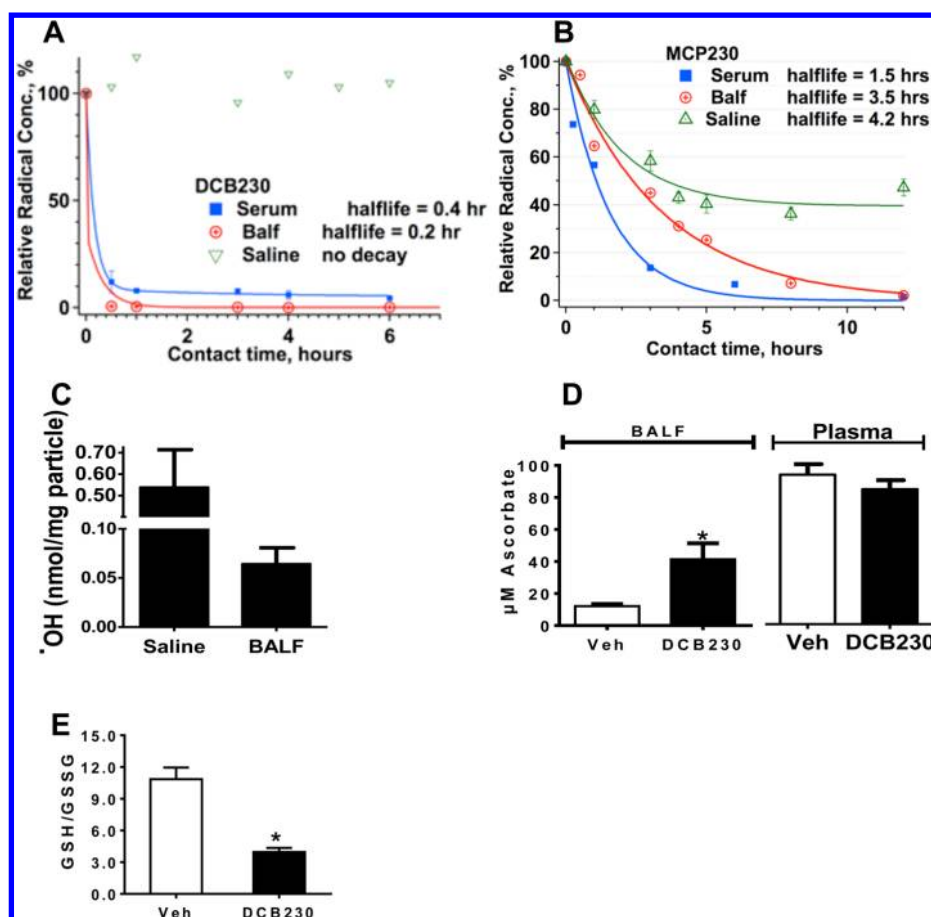 A
Relative Radical Conc., %
100
50
0
DCB230
Serum halflife = 0.4 hr
Balf halflife = 0.2 hr
Saline no decay
0 2 4 6
Contact time, hours
B
Relative Radical Conc., %
100
80
60
40
20
0
MCP230
Serum halflife = 1.5 hrs
Balf halflife = 3.5 hrs
Saline halflife = 4.2 hrs
0 5 10
Contact time, hours
C
•OH (nmol/mg particle)
0.70
0.60
0.50
0.10
0.05
0.00
Saline BALF
D
BALF Plasma
µM Ascorbate
100
80
60
40
20
0
*
Veh DCB230 Veh DCB230
E
GSH/GSSG
15.0
12.0
9.0
6.0
3.0
0.0
*
Veh DCB230